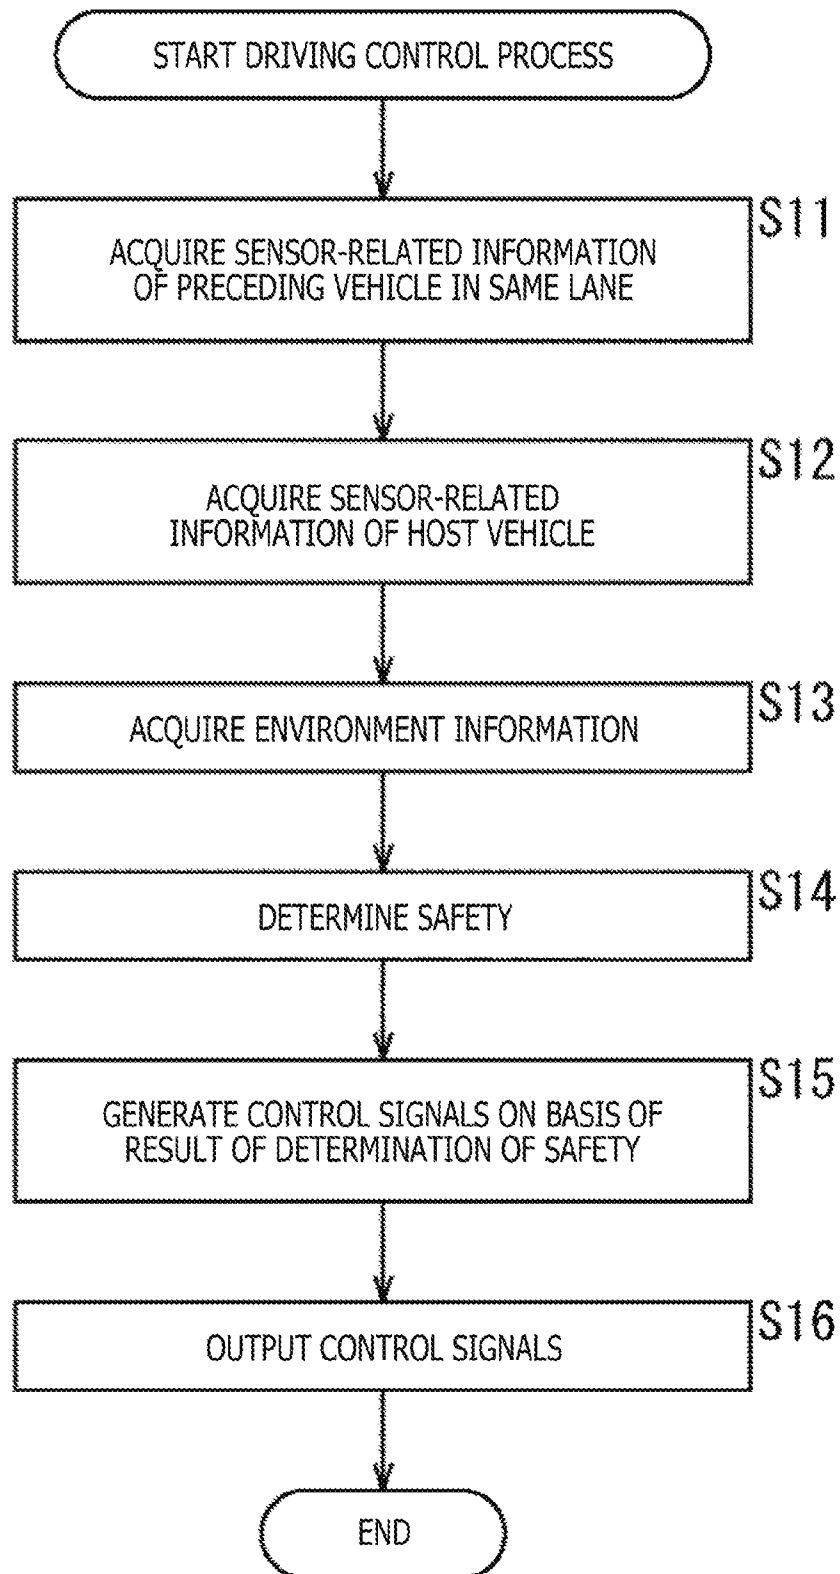 START DRIVING CONTROL PROCESS
S11
ACQUIRE SENSOR-RELATED INFORMATION
OF PRECEDING VEHICLE IN SAME LANE
S12
ACQUIRE SENSOR-RELATED
INFORMATION OF HOST VEHICLE
S13
ACQUIRE ENVIRONMENT INFORMATION
S14
DETERMINE SAFETY
S15
GENERATE CONTROL SIGNALS ON BASIS OF
RESULT OF DETERMINATION OF SAFETY
S16
OUTPUT CONTROL SIGNALS
END